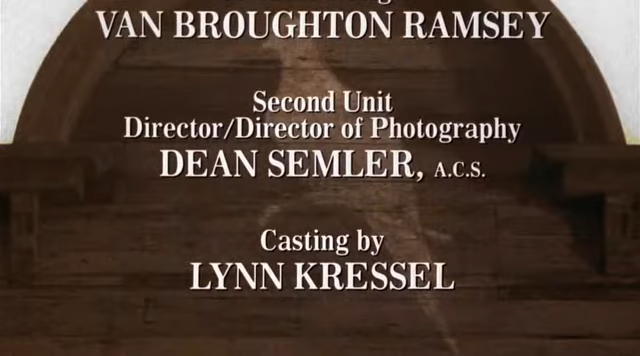 VAN BROUGHTON RAMSEY
Second Unit
Director/Director of Photography
DEAN SEMLER, A.C.S.
Casting by
LYNN KRESSEL